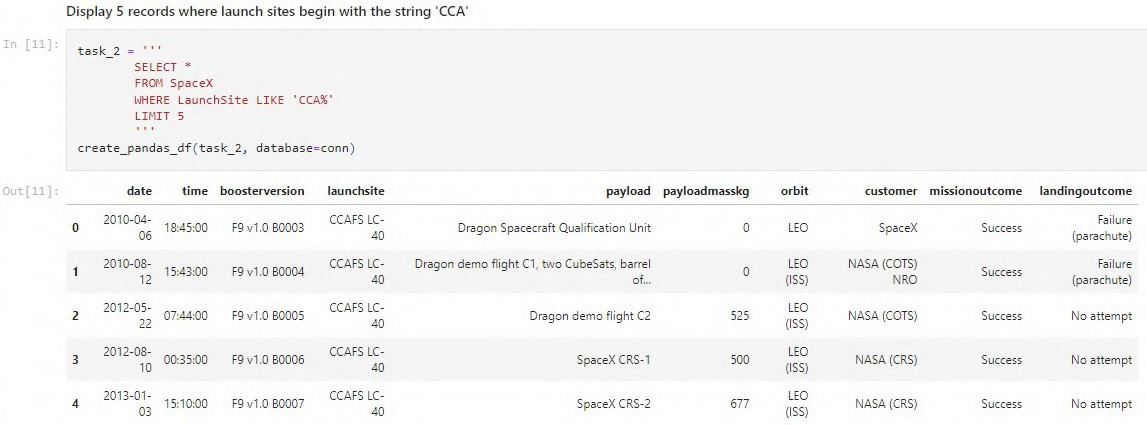 Display 5 records where launch sites begin with the string 'CCA'
In [11]:
task_2 = '''
SELECT *
FROM SpaceX
WHERE LaunchSite LIKE 'CCA%'
LIMIT 5
'''
create_pandas_df(task_2, database=conn)
Out[11]:
date time boosterversion launchsite payload payloadmasskg orbit customer missionoutcome landingoutcome
0 2010-04-06 18:45:00 F9 v1.0 B0003 CCAFS LC-40 Dragon Spacecraft Qualification Unit 0 LEO SpaceX Success Failure (parachute)
1 2010-08-12 15:43:00 F9 v1.0 B0004 CCAFS LC-40 Dragon demo flight C1, two CubeSats, barrel of... 0 LEO (ISS) NASA (COTS) NRO Success Failure (parachute)
2 2012-05-22 07:44:00 F9 v1.0 B0005 CCAFS LC-40 Dragon demo flight C2 525 LEO (ISS) NASA (COTS) Success No attempt
3 2012-08-10 00:35:00 F9 v1.0 B0006 CCAFS LC-40 SpaceX CRS-1 500 LEO (ISS) NASA (CRS) Success No attempt
4 2013-01-03 15:10:00 F9 v1.0 B0007 CCAFS LC-40 SpaceX CRS-2 677 LEO (ISS) NASA (CRS) Success No attempt